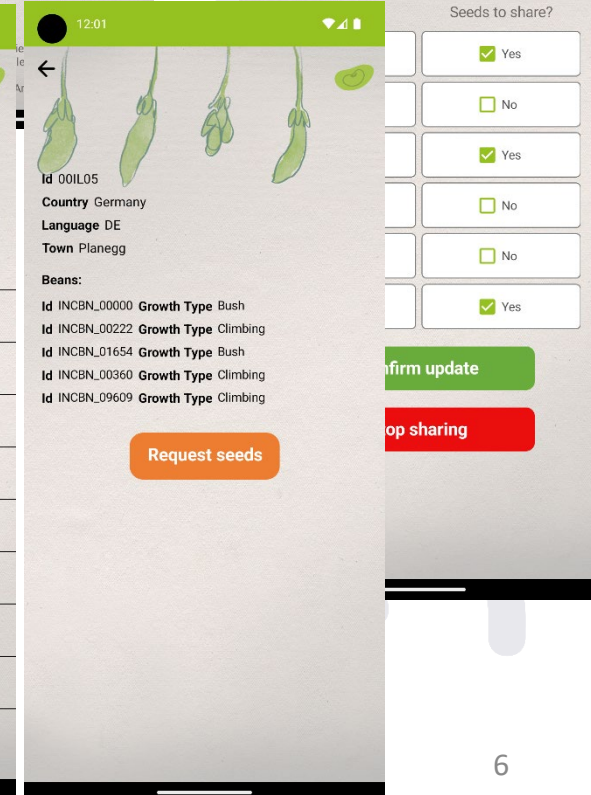 12:01
Id 00IL05
Country Germany
Language DE
Town Planegg
Beans:
Id INCBN_00000 Growth Type Bush
Id INCBN_00222 Growth Type Climbing
Id INCBN_01654 Growth Type Bush
Id INCBN_00360 Growth Type Climbing
Id INCBN_09609 Growth Type Climbing
Request seeds
Seeds to share?
Yes
No
Yes
No
No
Yes
nfirm update
op sharing
6